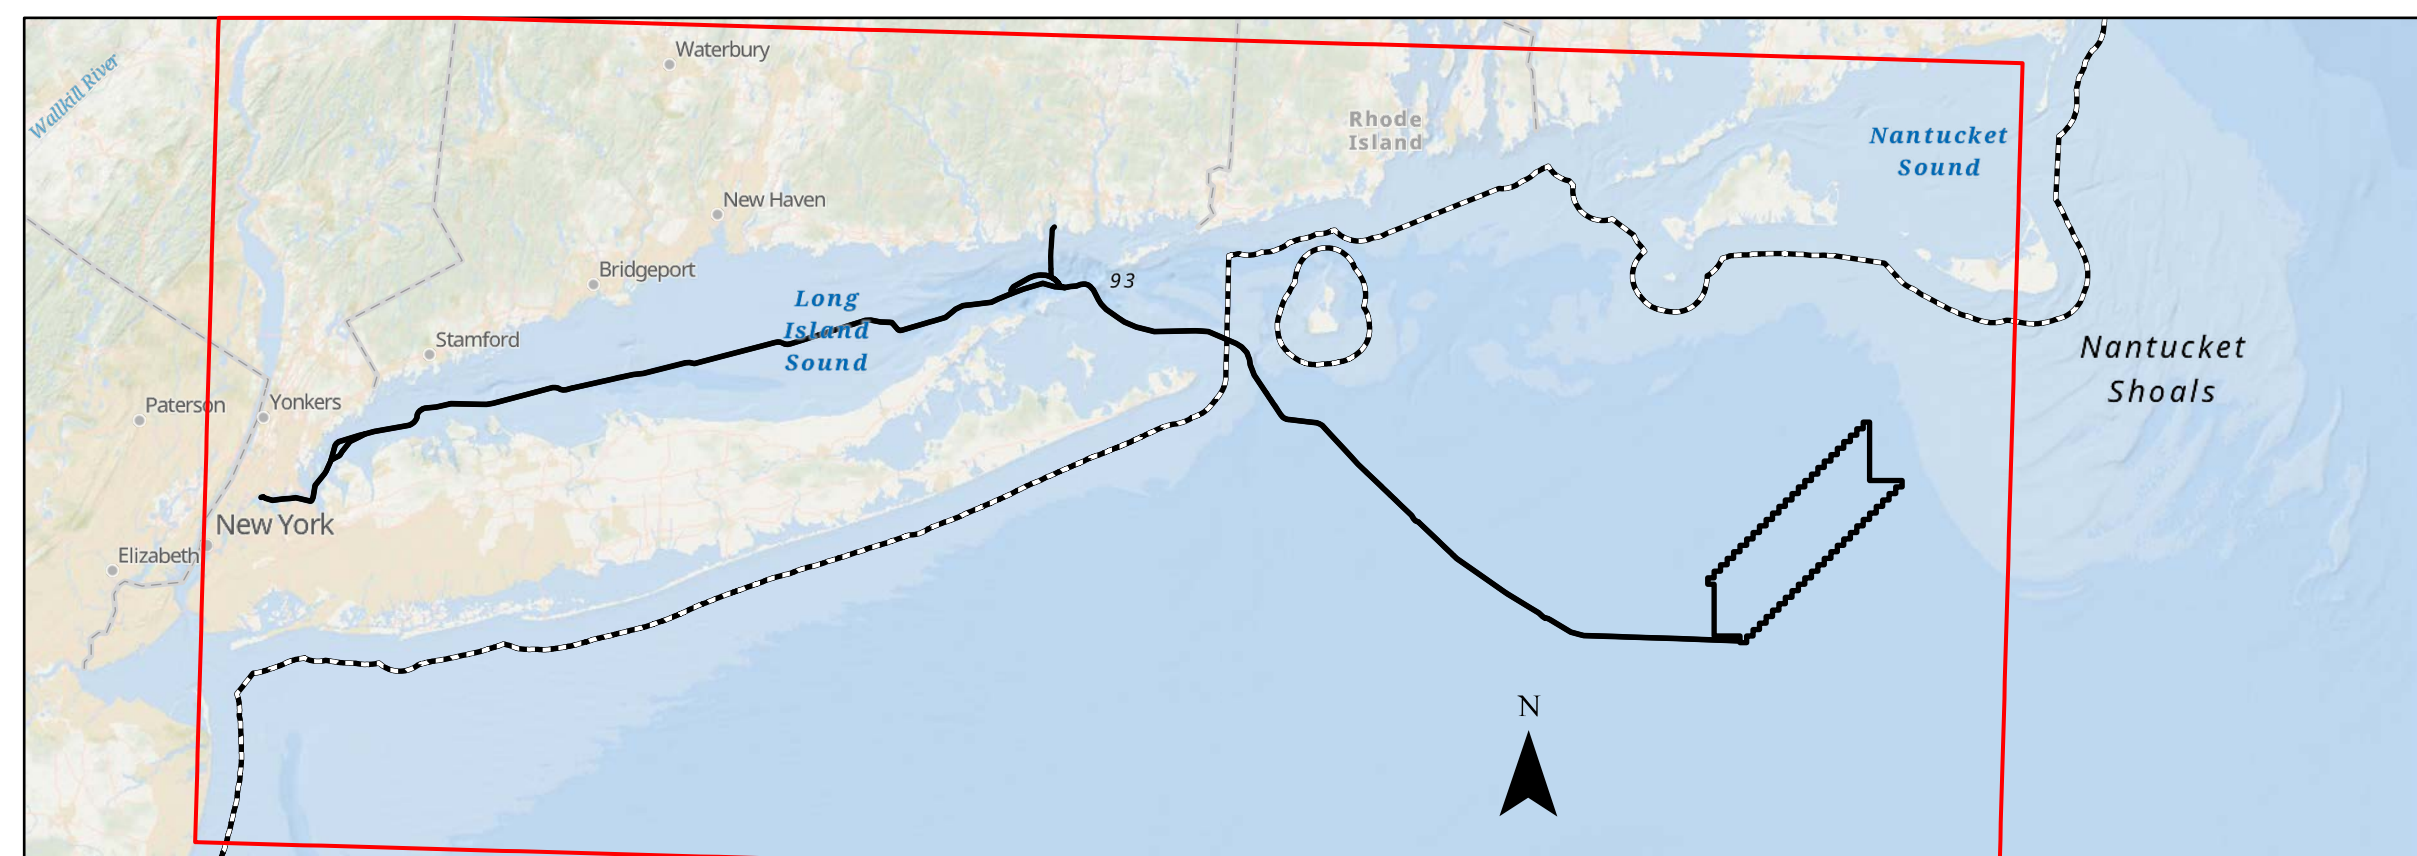 Wallkill River
Waterbury
Rhode
Island
Nantucket
Sound
New Haven
Bridgeport
93
Long
Island
Sound
Stamford
Nantucket
Shoals
Paterson
Yonkers
New York
Elizabeth
N